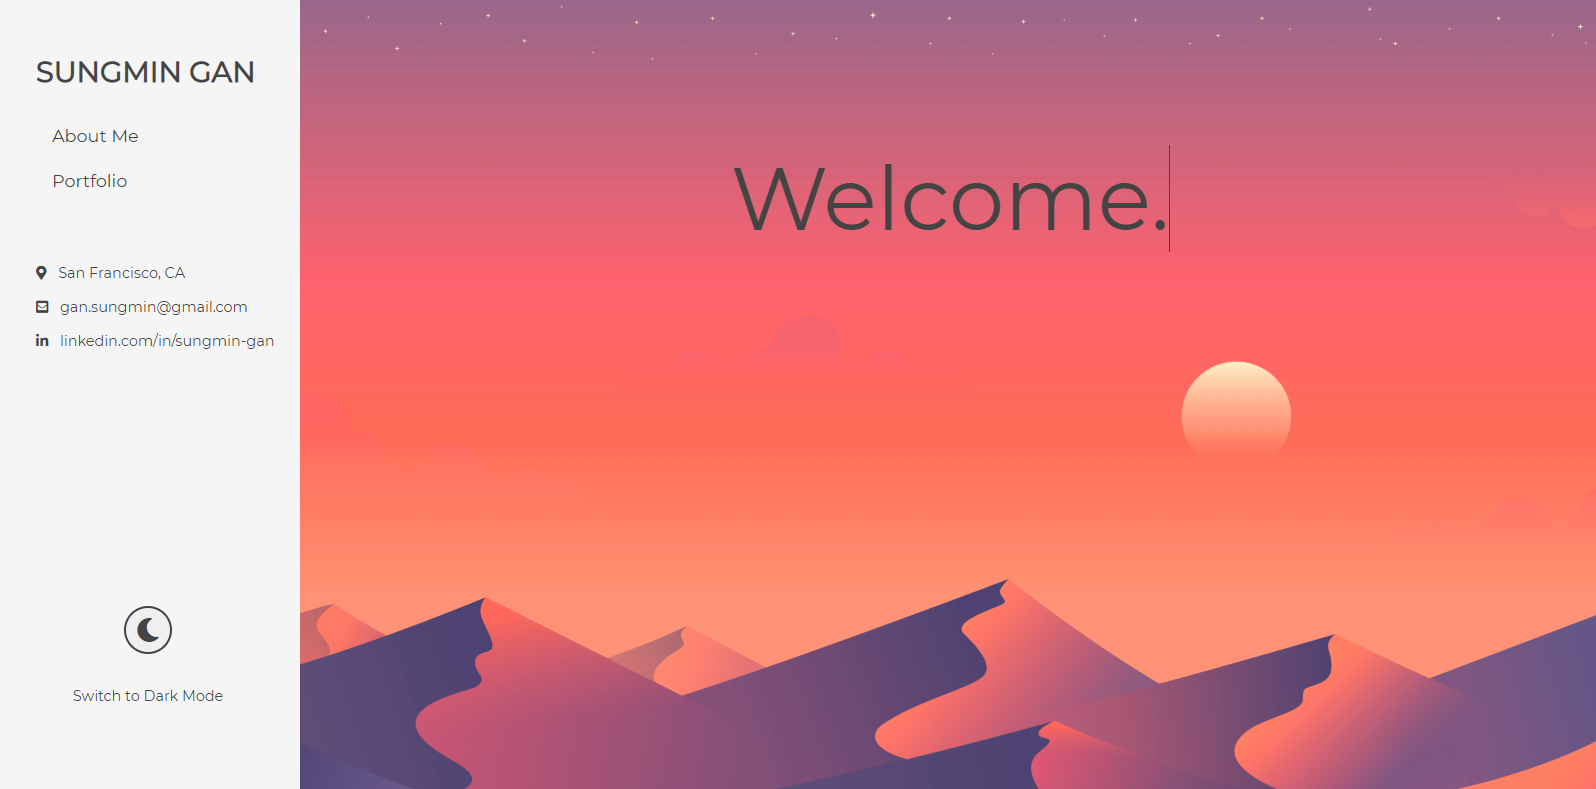 SUNGMIN GAN
About Me
Portfolio
San Francisco, CA
gan.sungmin@gmail.com
linkedin.com/in/sungmin-gan
Switch to Dark Mode
Welcome.